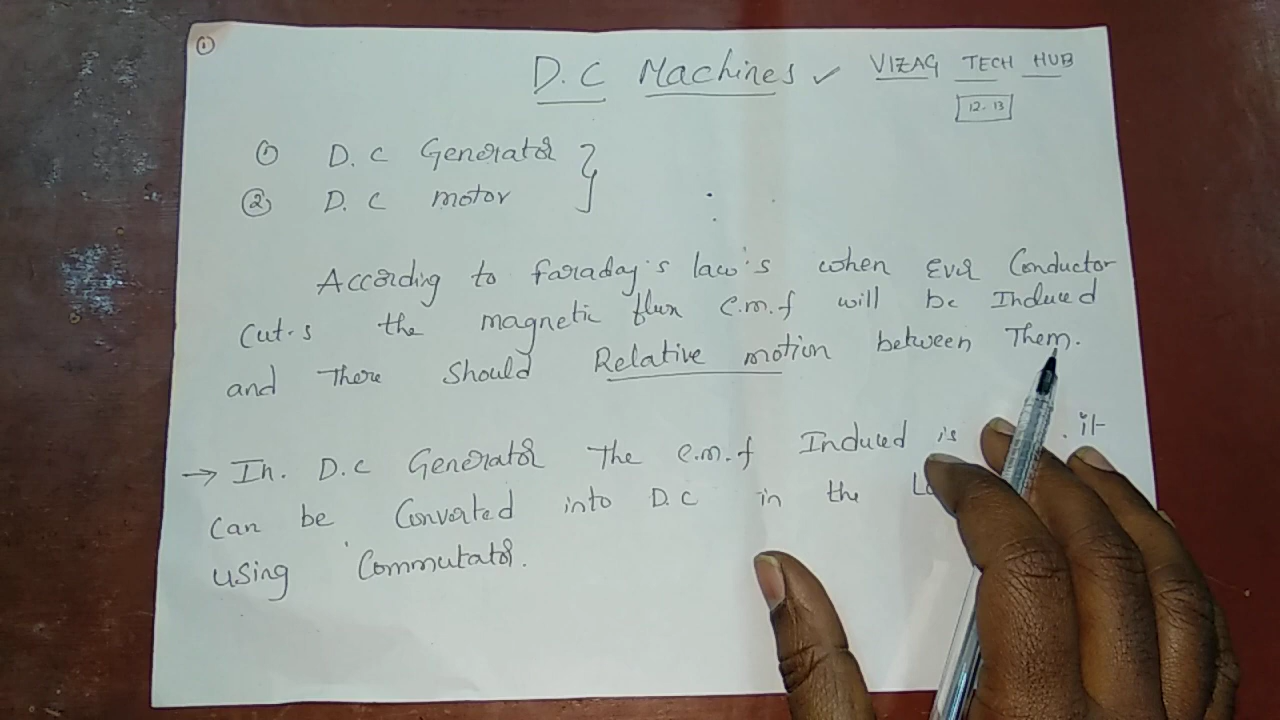 ①
D.C Machines ✓ VIZAG TECH HUB
12.13
① D.C Generator
② D.C motor
According to faraday's law's when ever Conductor
cut.s the magnetic flux e.m.f will be Induced
and There should Relative motion between Them.
→ In. D.C Generator The e.m.f Induced is it
can be Converted into D.C in the
using Commutator.